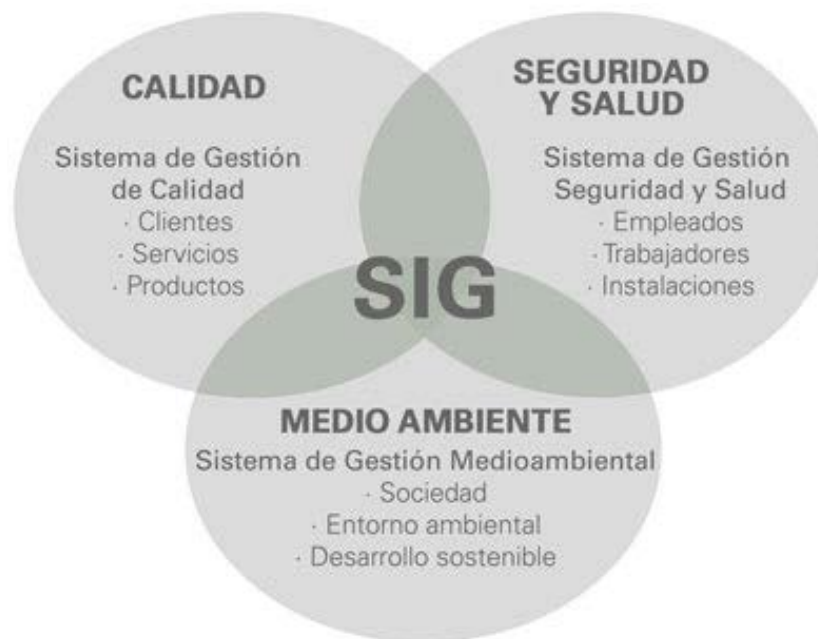 CALIDAD
Sistema de Gestión
de Calidad
· Clientes
· Servicios
· Productos
SEGURIDAD
Y SALUD
Sistema de Gestión
Seguridad y Salud
· Empleados
· Trabajadores
· Instalaciones
SIG
MEDIO AMBIENTE
Sistema de Gestión Medioambiental
· Sociedad
· Entorno ambiental
· Desarrollo sostenible